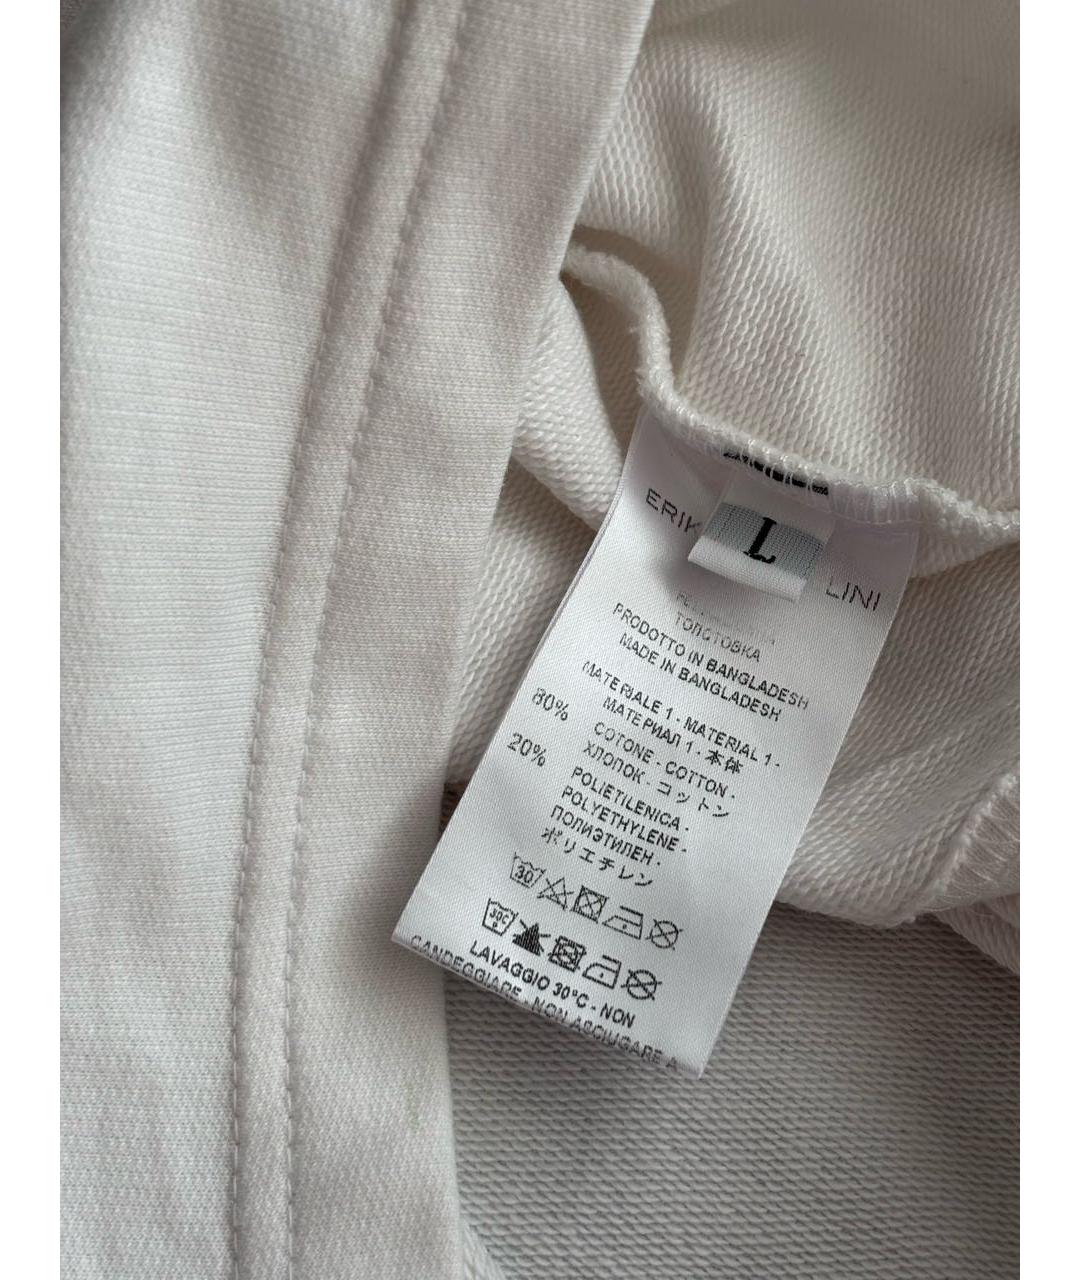 L
ERIK LINI
ТОЛСТОВКА
PRODOTTO IN BANGLADESH
MADE IN BANGLADESH
MATERIALE 1 - MATERIAL 1 -
МАТЕРИАЛ 1 - 本体
80% COTONE - COTTON -
ХЛОПОК - コットン
20% POLIETILENICA -
POLYETHYLENE -
ПОЛИЭТИЛЕН -
ポリエチレン
30
30C
LAVAGGIO 30°C - NON
CANDEGGIARE - NON ASCIUGARE A